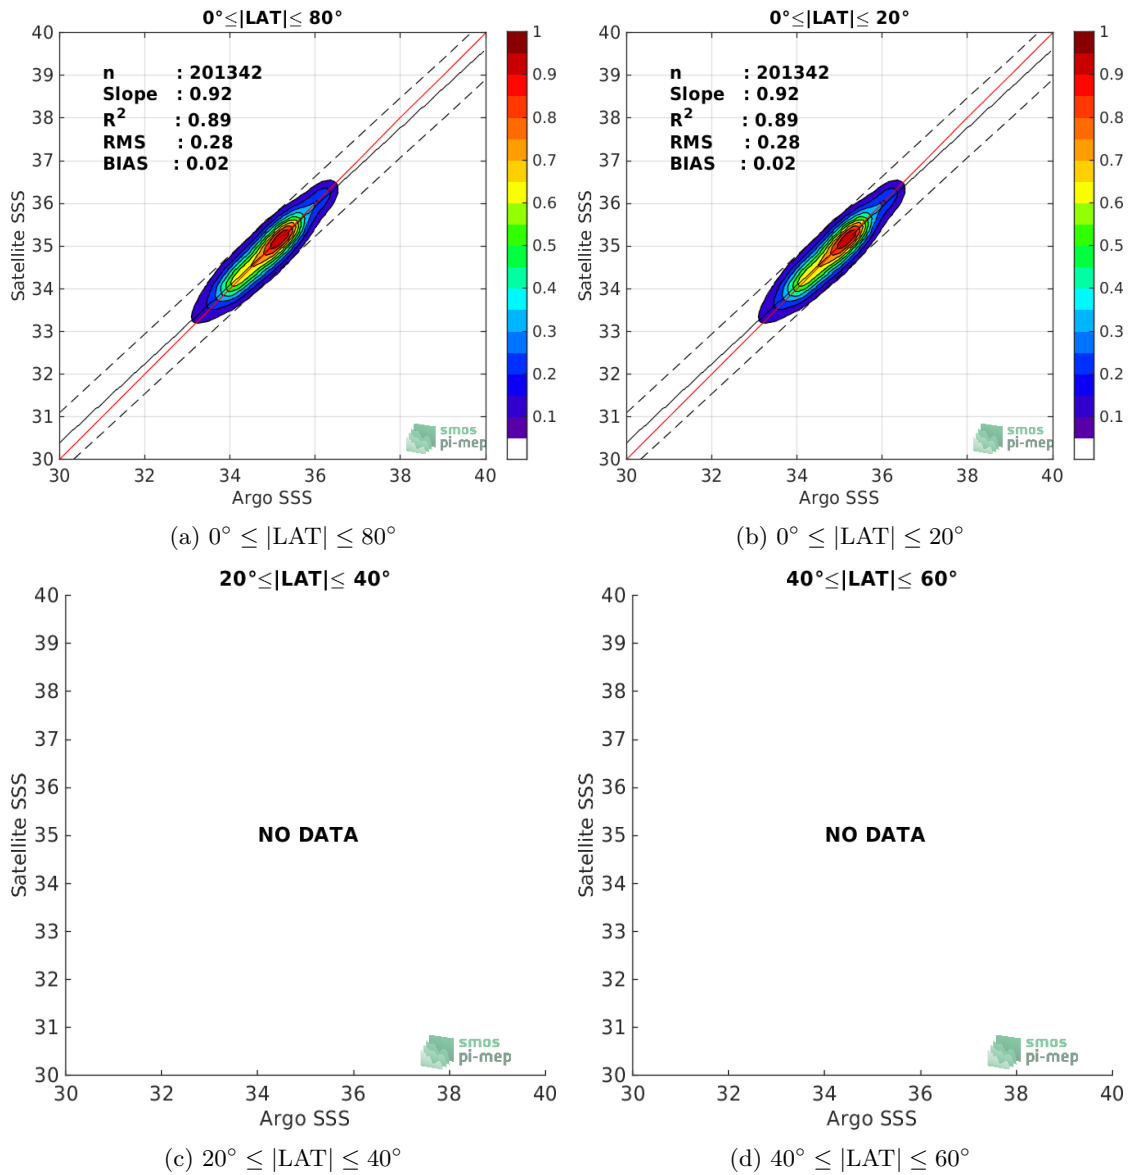 0°≤|LAT|≤ 80°
40
39
38
37
36
35
34
33
32
31
30
Satellite SSS
n : 201342
Slope : 0.92
R² : 0.89
RMS : 0.28
BIAS : 0.02
smos
pi-mep
30 32 34 36 38 40
Argo SSS
1
0.9
0.8
0.7
0.6
0.5
0.4
0.3
0.2
0.1
(a) 0° ≤ |LAT| ≤ 80°
0°≤|LAT|≤ 20°
40
39
38
37
36
35
34
33
32
31
30
Satellite SSS
n : 201342
Slope : 0.92
R² : 0.89
RMS : 0.28
BIAS : 0.02
smos
pi-mep
30 32 34 36 38 40
Argo SSS
1
0.9
0.8
0.7
0.6
0.5
0.4
0.3
0.2
0.1
(b) 0° ≤ |LAT| ≤ 20°
20°≤|LAT|≤ 40°
40
39
38
37
36
35
34
33
32
31
30
Satellite SSS
NO DATA
smos
pi-mep
30 32 34 36 38 40
Argo SSS
(c) 20° ≤ |LAT| ≤ 40°
40°≤|LAT|≤ 60°
40
39
38
37
36
35
34
33
32
31
30
Satellite SSS
NO DATA
smos
pi-mep
30 32 34 36 38 40
Argo SSS
(d) 40° ≤ |LAT| ≤ 60°